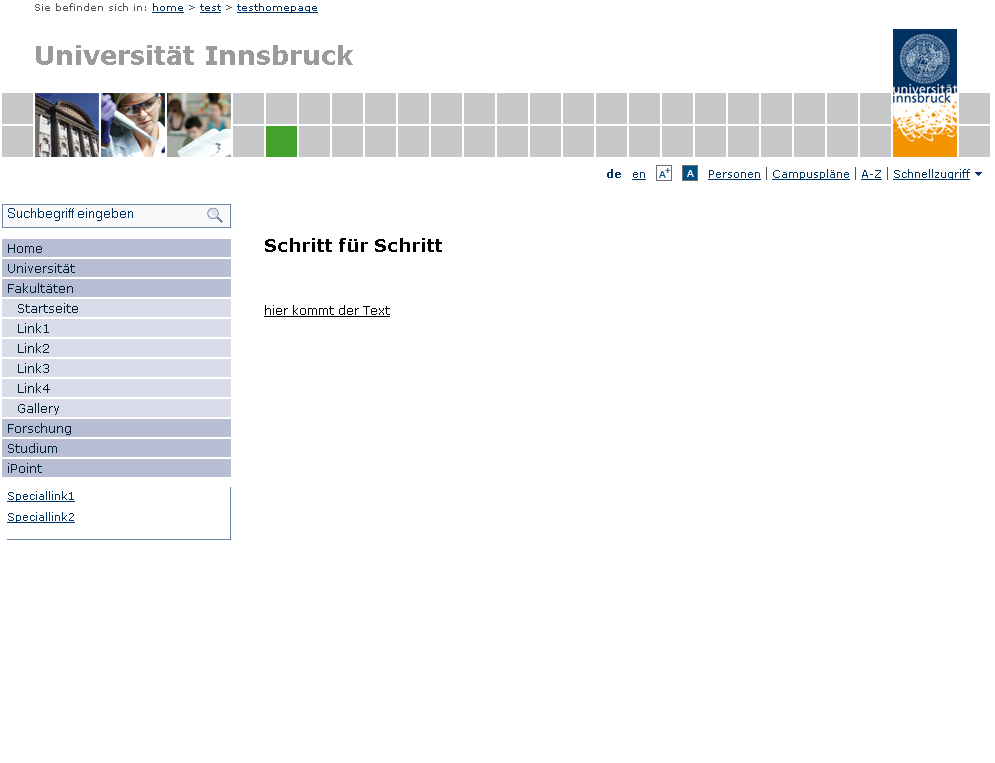 Sie befinden sich in: home > test > testhomepage
Universität Innsbruck
universität
innsbruck
de en A+ A Personen | Campuspläne | A-Z | Schnellzugriff
Suchbegriff eingeben
Home
Universität
Fakultäten
Startseite
Link1
Link2
Link3
Link4
Gallery
Forschung
Studium
iPoint
Speciallink1
Speciallink2
Schritt für Schritt
hier kommt der Text